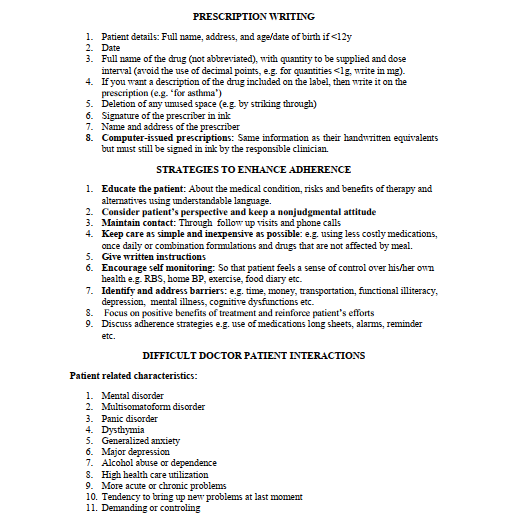 PRESCRIPTION WRITING
1. Patient details: Full name, address, and age/date of birth if <12y
2. Date
3. Full name of the drug (not abbreviated), with quantity to be supplied and dose
interval (avoid the use of decimal points, e.g. for quantities <1g, write in mg).
4. If you want a description of the drug included on the label, then write it on the
prescription (e.g. ‘for asthma’)
5. Deletion of any unused space (e.g. by striking through)
6. Signature of the prescriber in ink
7. Name and address of the prescriber
8. Computer-issued prescriptions: Same information as their handwritten equivalents
but must still be signed in ink by the responsible clinician.
STRATEGIES TO ENHANCE ADHERENCE
1. Educate the patient: About the medical condition, risks and benefits of therapy and
alternatives using understandable language.
2. Consider patient’s perspective and keep a nonjudgmental attitude
3. Maintain contact: Through follow up visits and phone calls
4. Keep care as simple and inexpensive as possible: e.g. using less costly medications,
once daily or combination formulations and drugs that are not affected by meal.
5. Give written instructions
6. Encourage self monitoring: So that patient feels a sense of control over his/her own
health e.g. RBS, home BP, exercise, food diary etc.
7. Identify and address barriers: e.g. time, money, transportation, functional illiteracy,
depression, mental illness, cognitive dysfunctions etc.
8. Focus on positive benefits of treatment and reinforce patient’s efforts
9. Discuss adherence strategies e.g. use of medications long sheets, alarms, reminder
etc.
DIFFICULT DOCTOR PATIENT INTERACTIONS
Patient related characteristics:
1. Mental disorder
2. Multisomatoform disorder
3. Panic disorder
4. Dysthymia
5. Generalized anxiety
6. Major depression
7. Alcohol abuse or dependence
8. High health care utilization
9. More acute or chronic problems
10. Tendency to bring up new problems at last moment
11. Demanding or controling